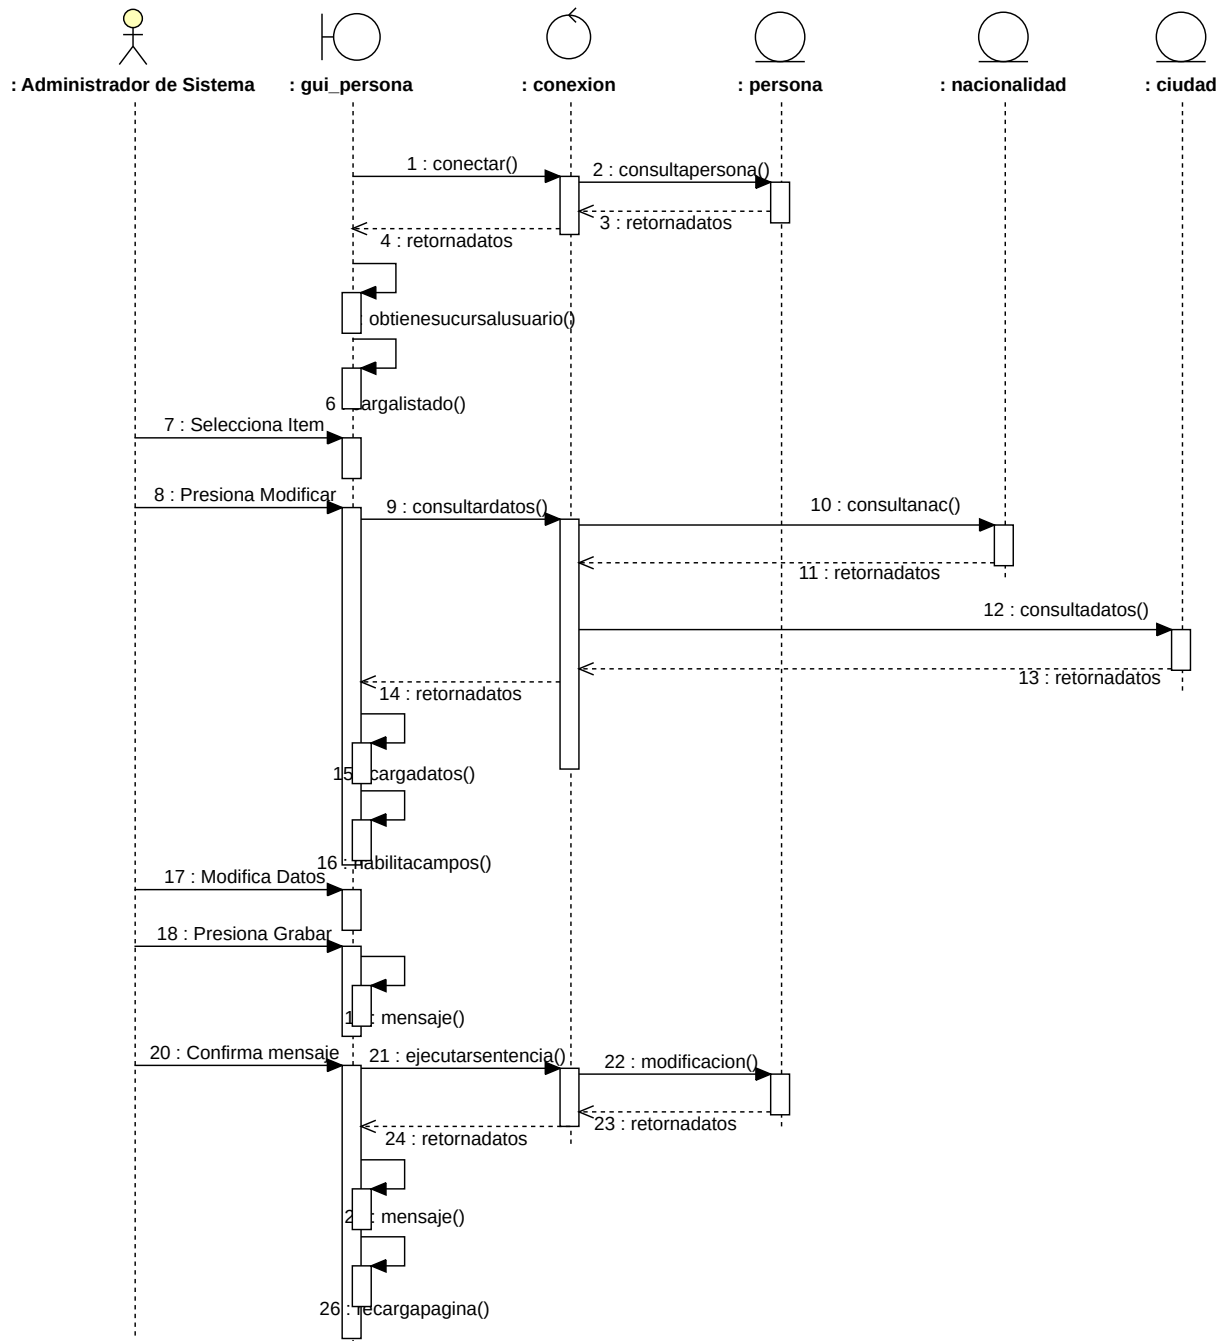 : Administrador de Sistema
: gui_persona
: conexion
: persona
: nacionalidad
: ciudad
1 : conectar()
2 : consultapersona()
3 : retornadatos
4 : retornadatos
obtienesucursalusuario()
6 : cargalistado()
7 : Selecciona Item
8 : Presiona Modificar
9 : consultardatos()
10 : consultanac()
11 : retornadatos
12 : consultadatos()
13 : retornadatos
14 : retornadatos
15 : cargadatos()
16 : habilitacampos()
17 : Modifica Datos
18 : Presiona Grabar
: mensaje()
20 : Confirma mensaje
21 : ejecutarsentencia()
22 : modificacion()
23 : retornadatos
24 : retornadatos
: mensaje()
26 : recargapagina()